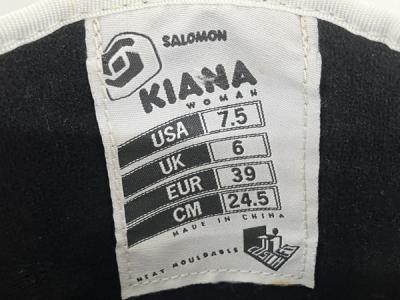 SALOMON
KIANA
WOMAN
USA 7.5
UK 6
EUR 39
CM 24.5
MADE IN CHINA
HEAT MOULDABLE